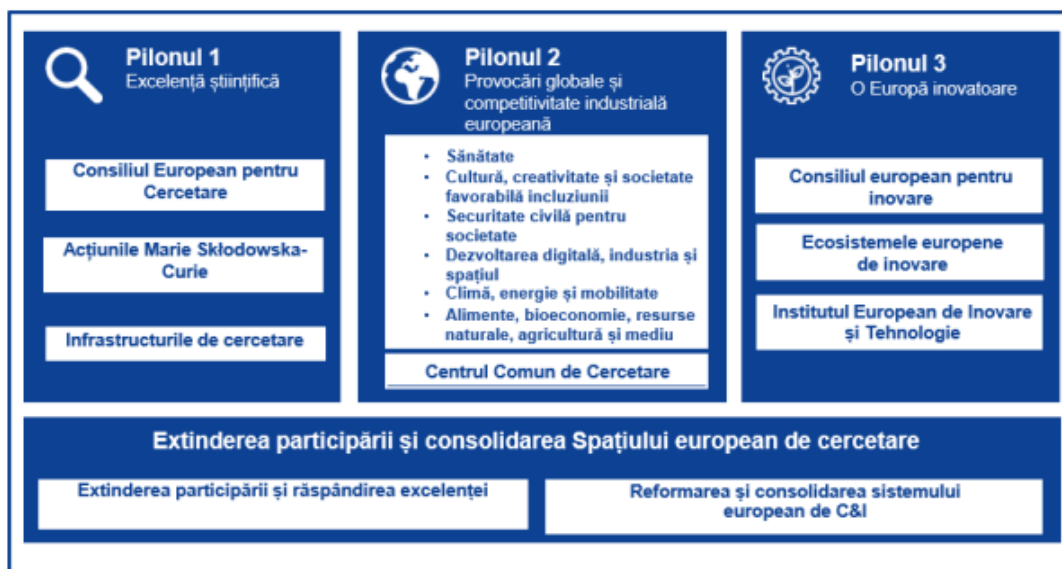 Pilonul 1
Excelență științifică
Consiliul European pentru
Cercetare
Acțiunile Marie Skłodowska-
Curie
Infrastructurile de cercetare
Pilonul 2
Provocări globale și
competitivitate industrială
europeană
• Sănătate
• Cultură, creativitate și societate
favorabilă incluziunii
• Securitate civilă pentru
societate
• Dezvoltarea digitală, industria și
spațiul
• Climă, energie și mobilitate
• Alimente, bioeconomie, resurse
naturale, agricultură și mediu
Centrul Comun de Cercetare
Pilonul 3
O Europă inovatoare
Consiliul european pentru
inovare
Ecosistemele europene
de inovare
Institutul European de Inovare
și Tehnologie
Extinderea participării și consolidarea Spațiului european de cercetare
Extinderea participării și răspândirea excelenței
Reformarea și consolidarea sistemului
european de C&I